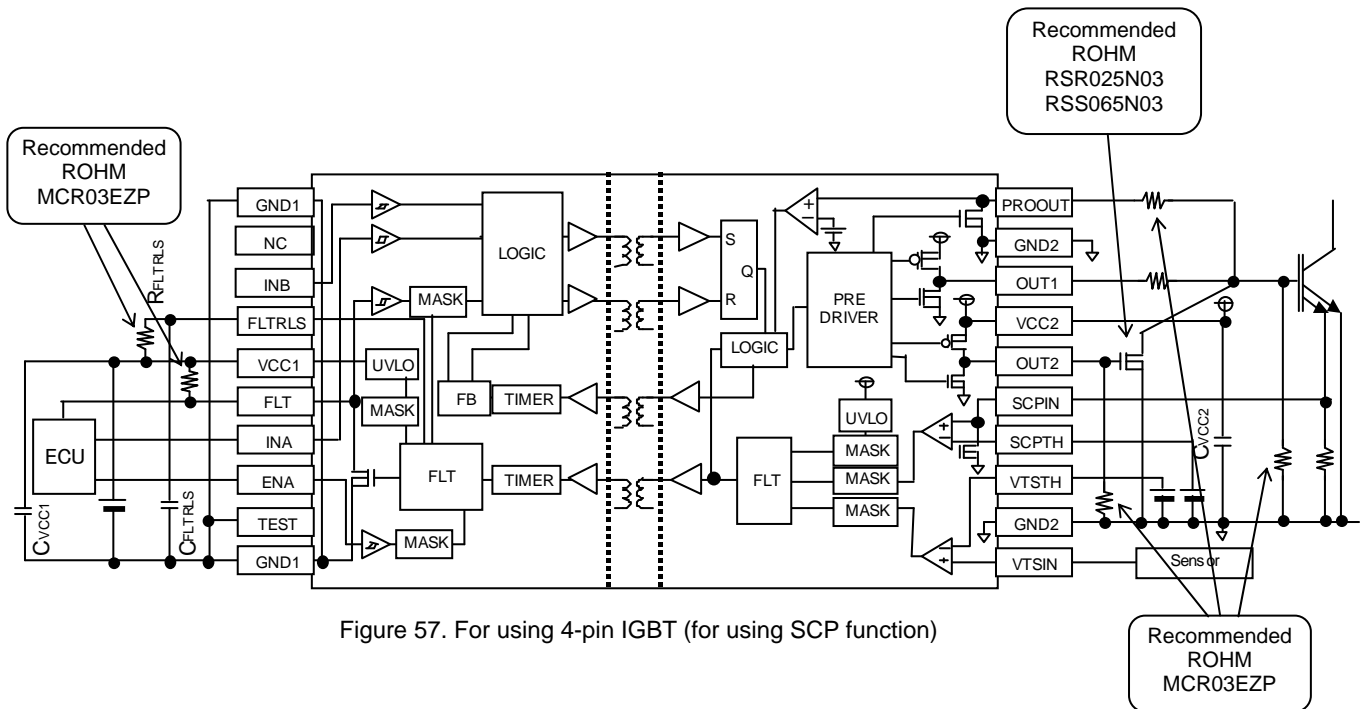 Recommended
ROHM
RSR025N03
RSS065N03
Recommended
ROHM
MCR03EZP
RFLTRLS
CVCC1
CFLTRLS
ECU
GND1
NC
INB
FLTRLS
VCC1
FLT
INA
ENA
TEST
GND1
LOGIC
MASK
UVLO
MASK
FB
TIMER
FLT
TIMER
MASK
S
Q
R
LOGIC
PRE
DRIVER
UVLO
MASK
MASK
MASK
FLT
+
−
+
−
−
+
PROOUT
GND2
OUT1
VCC2
OUT2
SCPIN
SCPTH
VTSTH
GND2
VTSIN
CVCC2
Sensor
Recommended
ROHM
MCR03EZP
Figure 57. For using 4-pin IGBT (for using SCP function)